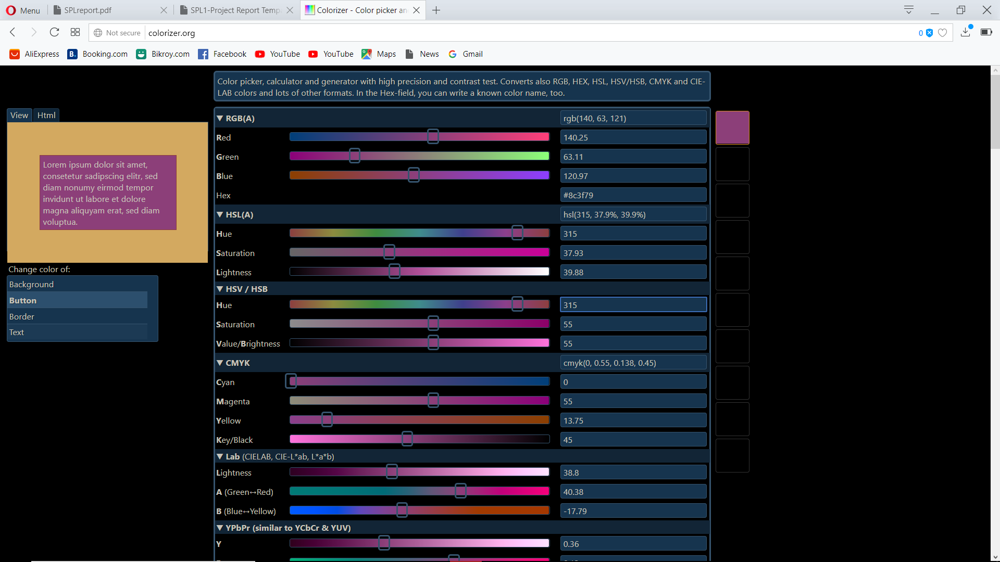 Menu
SPLreport.pdf
SPL1-Project Report Temp
Colorizer - Color picker an
Not secure
colorizer.org
0
AliExpress
B. Booking.com
Bikroy.com
Facebook
YouTube
YouTube
Maps
News
Gmail
Color picker, calculator and generator with high precision and contrast test. Converts also RGB, HEX, HSL, HSV/HSB, CMYK and CIE-
LAB colors and lots of other formats. In the Hex-field, you can write a known color name, too.
View Html
Lorem ipsum dolor sit amet,
consetetur sadipscing elitr, sed
diam nonumy eirmod tempor
invidunt ut labore et dolore
magna aliquyam erat, sed diam
voluptua.
Change color of:
Background
Button
Border
Text
▼ RGB(A) rgb(140, 63, 121)
Red 140.25
Green 63.11
Blue 120.97
Hex #8c3f79
▼ HSL(A) hsl(315, 37.9%, 39.9%)
Hue 315
Saturation 37.93
Lightness 39.88
▼ HSV / HSB
Hue 315
Saturation 55
Value/Brightness 55
▼ CMYK cmyk(0, 0.55, 0.138, 0.45)
Cyan 0
Magenta 55
Yellow 13.75
Key/Black 45
▼ Lab (CIELAB, CIE-L*ab, L*a*b)
Lightness 38.8
A (Green↔Red) 40.38
B (Blue↔Yellow) -17.79
▼ YPbPr (similar to YCbCr & YUV)
Y 0.36